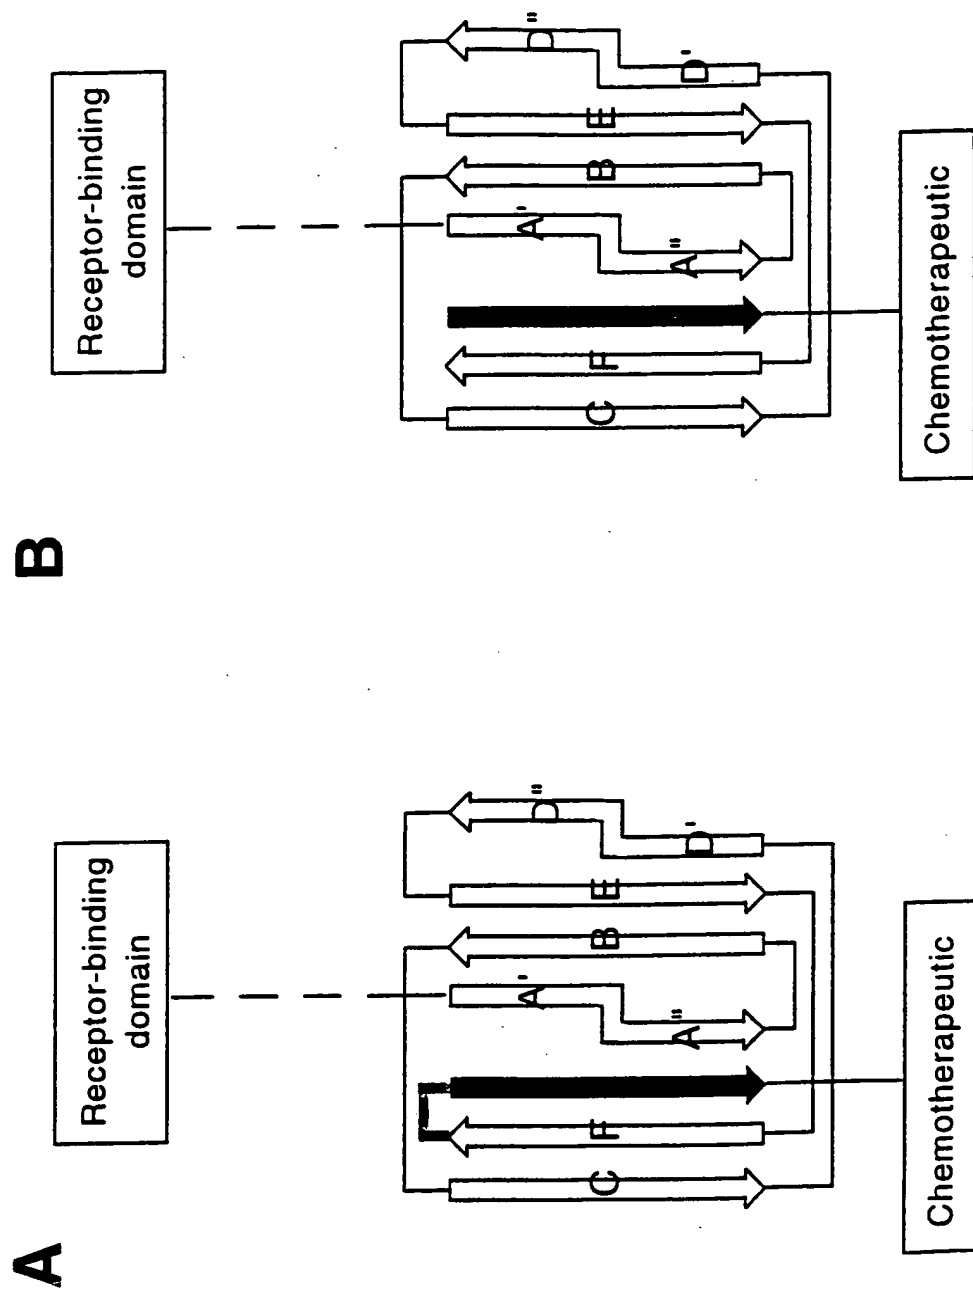 A
Receptor-binding
domain
C
F
A'
A"
B
E
D"
D'
Chemotherapeutic
B
Receptor-binding
domain
C
F
A'
A"
B
E
D"
D'
Chemotherapeutic